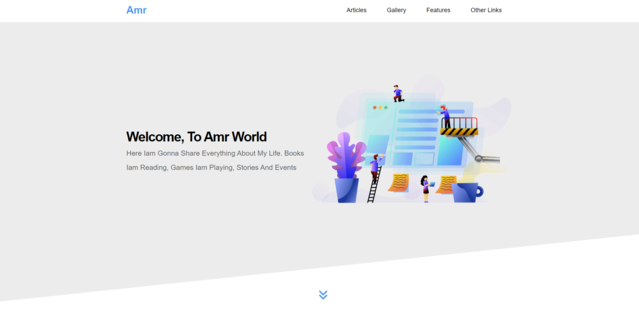 Amr
Articles Gallery Features Other Links
Welcome, To Amr World
Here Iam Gonna Share Everything About My Life. Books
Iam Reading, Games Iam Playing, Stories And Events